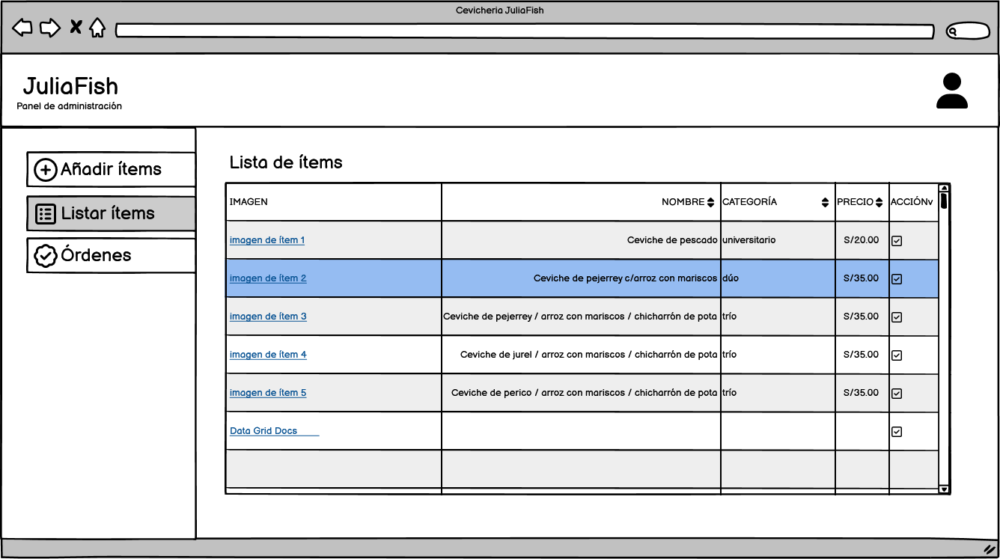 Cevicheria JuliaFish
JuliaFish
Panel de administración
Añadir ítems
Listar ítems
Órdenes
Lista de ítems
IMAGEN NOMBRE CATEGORÍA PRECIO ACCIÓNv
imagen de ítem 1 Ceviche de pescado universitario S/20.00
imagen de ítem 2 Ceviche de pejerrey c/arroz con mariscos dúo S/35.00
imagen de ítem 3 Ceviche de pejerrey / arroz con mariscos / chicharrón de pota trío S/35.00
imagen de ítem 4 Ceviche de jurel / arroz con mariscos / chicharrón de pota trío S/35.00
imagen de ítem 5 Ceviche de perico / arroz con mariscos / chicharrón de pota trío S/35.00
Data Grid Docs